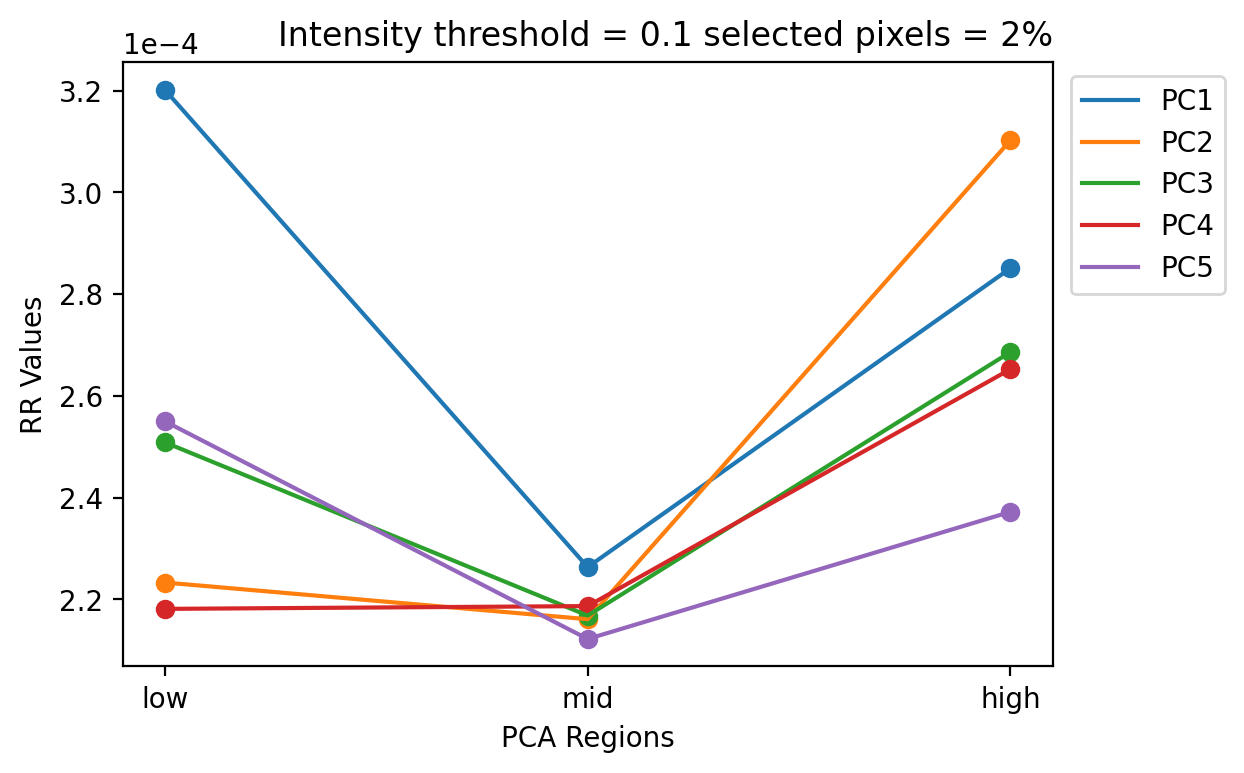 Intensity threshold = 0.1 selected pixels = 2%
1e−4
3.2
3.0
2.8
2.6
2.4
2.2
RR Values
low
mid
high
PCA Regions
PC1
PC2
PC3
PC4
PC5